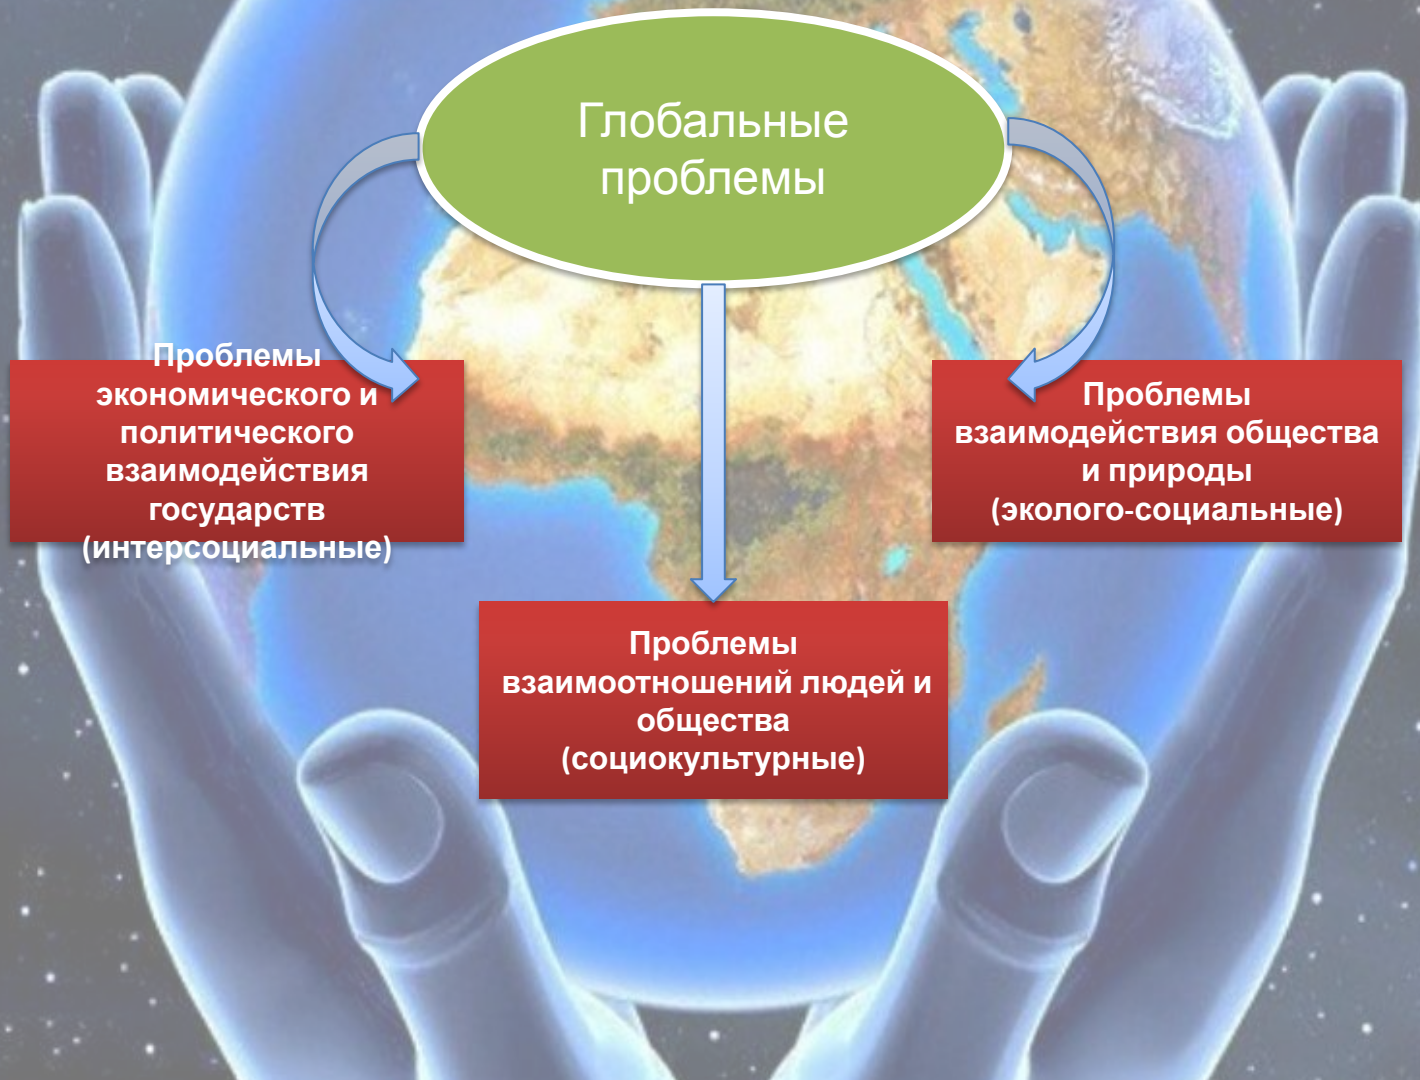 Глобальные
проблемы
Проблемы
экономического и
политического
взаимодействия
государств
(интерсоциальные)
Проблемы
взаимодействия общества
и природы
(эколого-социальные)
Проблемы
взаимоотношений людей и
общества
(социокультурные)